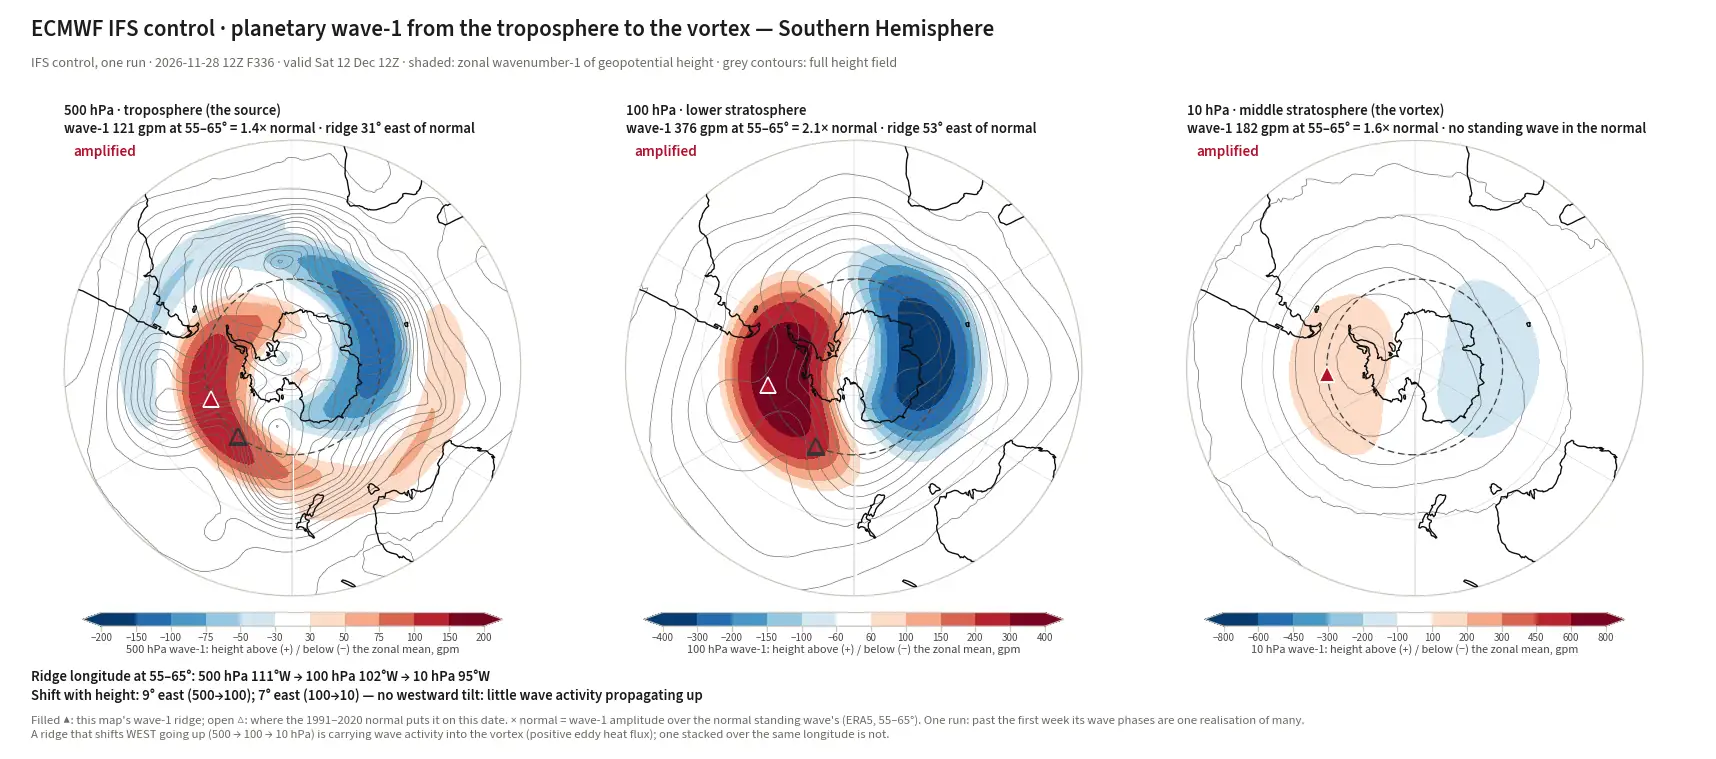 ECMWF IFS control · planetary wave-1 from the troposphere to the vortex — Southern Hemisphere
IFS control, one run · 2026-11-28 12Z F336 · valid Sat 12 Dec 12Z · shaded: zonal wavenumber-1 of geopotential height · grey contours: full height field
500 hPa · troposphere (the source)
wave-1 121 gpm at 55–65° = 1.4× normal · ridge 31° east of normal
amplified
100 hPa · lower stratosphere
wave-1 376 gpm at 55–65° = 2.1× normal · ridge 53° east of normal
amplified
10 hPa · middle stratosphere (the vortex)
wave-1 182 gpm at 55–65° = 1.6× normal · no standing wave in the normal
amplified
−200 −150 −100 −75 −50 −30 30 50 75 100 150 200
500 hPa wave-1: height above (+) / below (−) the zonal mean, gpm
−400 −300 −200 −150 −100 −60 60 100 150 200 300 400
100 hPa wave-1: height above (+) / below (−) the zonal mean, gpm
−800 −600 −450 −300 −200 −100 100 200 300 450 600 800
10 hPa wave-1: height above (+) / below (−) the zonal mean, gpm
Ridge longitude at 55–65°: 500 hPa 111°W → 100 hPa 102°W → 10 hPa 95°W
Shift with height: 9° east (500→100); 7° east (100→10) — no westward tilt: little wave activity propagating up
Filled ▲: this map's wave-1 ridge; open △: where the 1991–2020 normal puts it on this date. × normal = wave-1 amplitude over the normal standing wave's (ERA5, 55–65°). One run: past the first week its wave phases are one realisation of many.
A ridge that shifts WEST going up (500 → 100 → 10 hPa) is carrying wave activity into the vortex (positive eddy heat flux); one stacked over the same longitude is not.